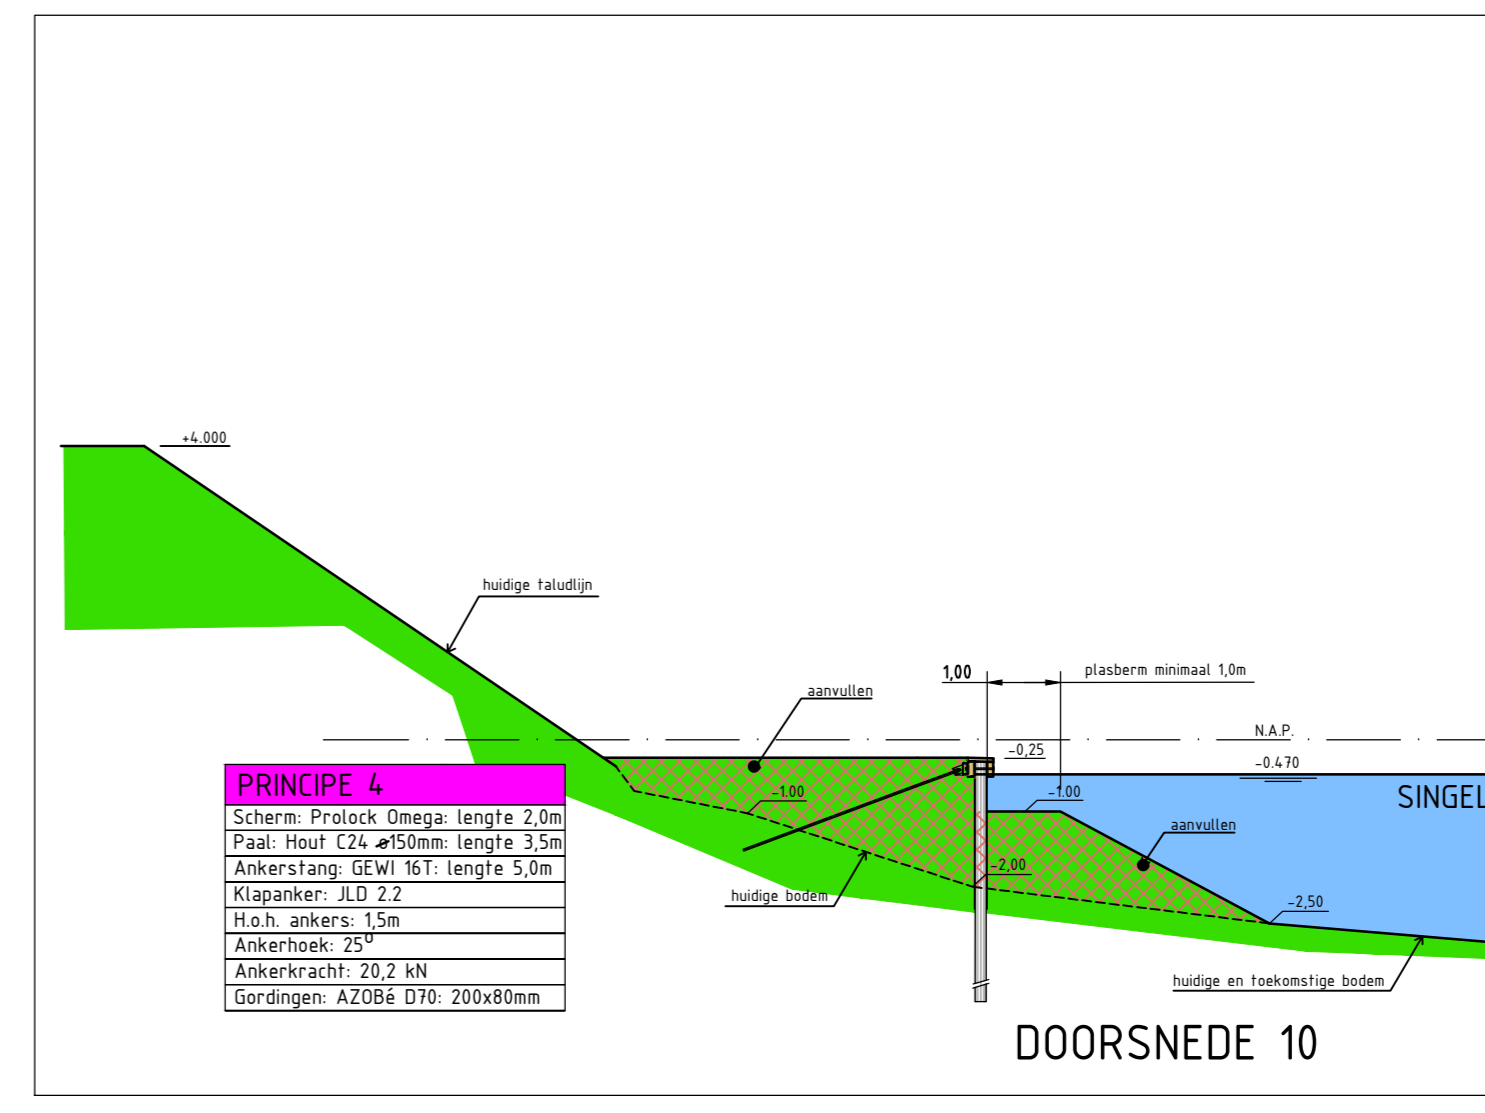 +4.000
huidige taludlijn
1,00
plasberm minimaal 1,0m
aanvullen
N.A.P.
-0,25
-0.470
PRINCIPE 4
Scherm: Prolock Omega: lengte 2,0m
Paal: Hout C24 ⌀150mm: lengte 3,5m
Ankerstang: GEWI 16T: lengte 5,0m
Klapanker: JLD 2.2
H.o.h. ankers: 1,5m
Ankerhoek: 25⁰
Ankerkracht: 20,2 kN
Gordingen: AZOBé D70: 200x80mm
-1.00
-1.00
SINGEL
aanvullen
-2,00
huidige bodem
-2,50
huidige en toekomstige bodem
DOORSNEDE 10